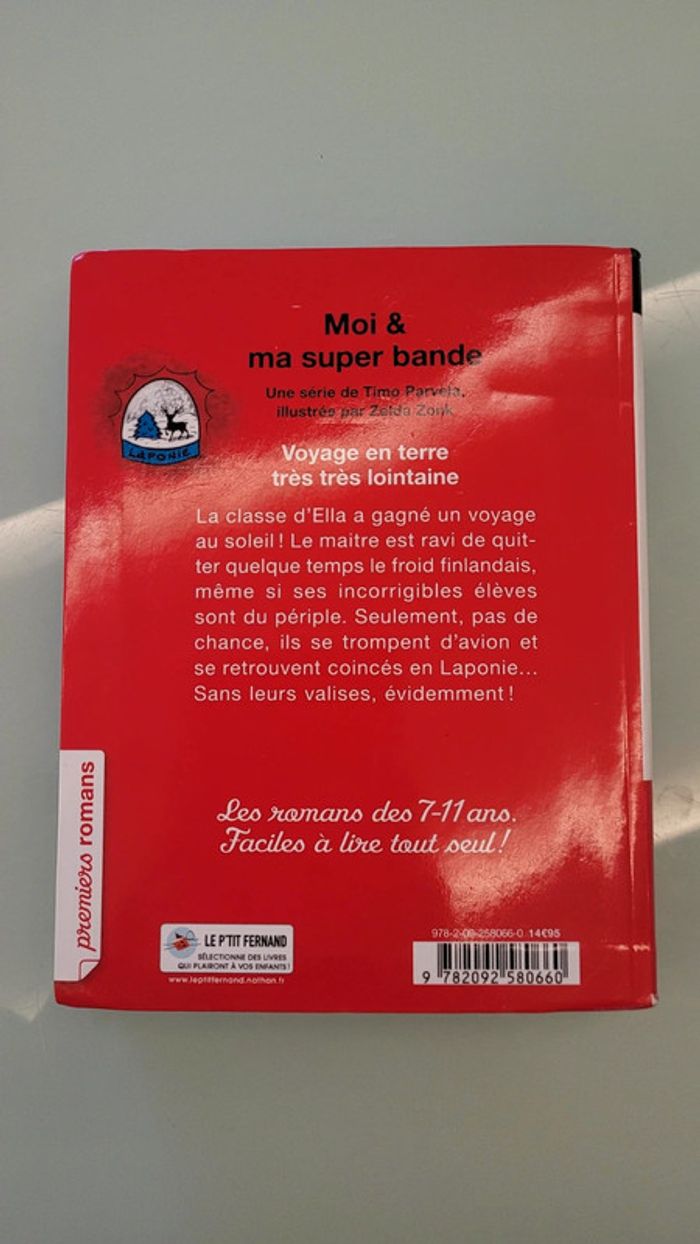 Moi &
ma super bande
Une série de Timo Parvela,
illustrée par Zelda Zonk
LAPONIE
Voyage en terre
très très lointaine
La classe d'Ella a gagné un voyage
au soleil ! Le maitre est ravi de quit-
ter quelque temps le froid finlandais,
même si ses incorrigibles élèves
sont du périple. Seulement, pas de
chance, ils se trompent d'avion et
se retrouvent coincés en Laponie...
Sans leurs valises, évidemment !
premiers romans
Les romans des 7-11 ans.
Faciles à lire tout seul !
LE P'TIT FERNAND
SÉLECTIONNE DES LIVRES
QUI PLAIRONT À VOS ENFANTS !
www.leptitfernand.nathan.fr
978-2-09-258066-0 14€95
9 782092 580660